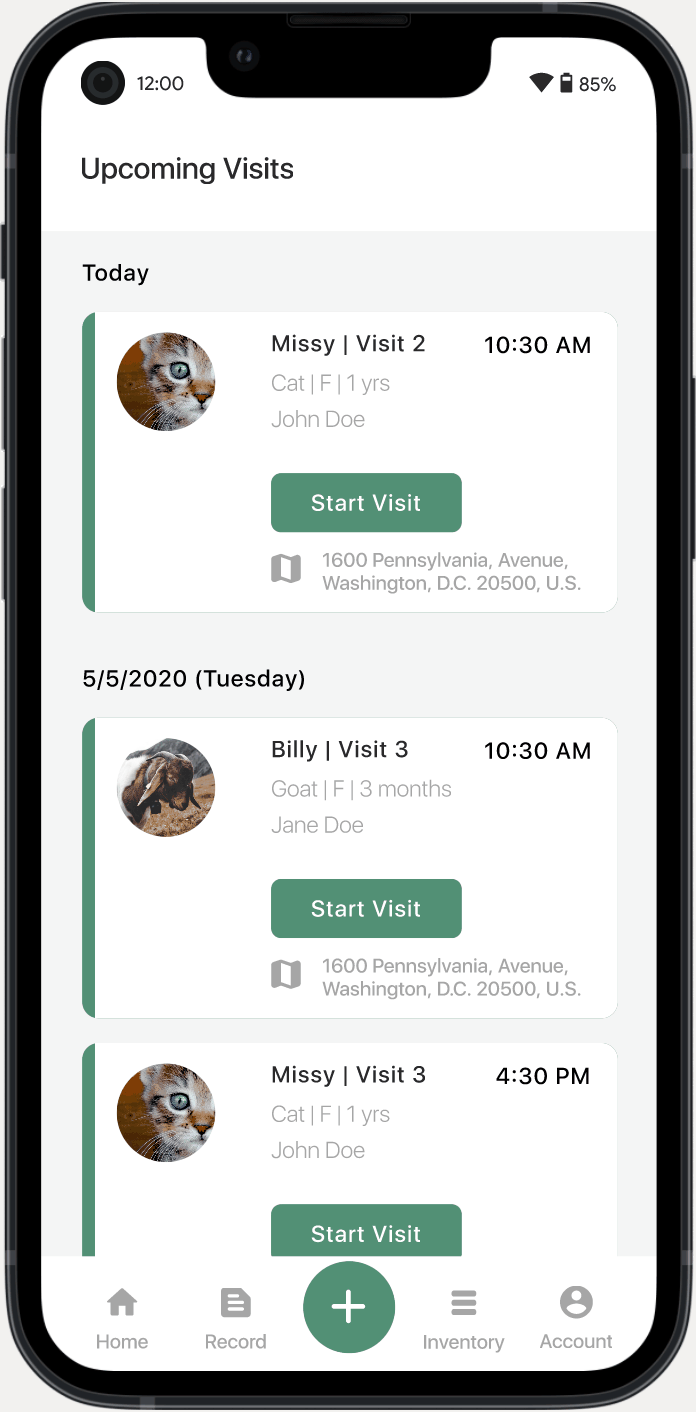 12:00
85%
Upcoming Visits
Today
Missy | Visit 2
10:30 AM
Cat | F | 1 yrs
John Doe
Start Visit
1600 Pennsylvania, Avenue,
Washington, D.C. 20500, U.S.
5/5/2020 (Tuesday)
Billy | Visit 3
10:30 AM
Goat | F | 3 months
Jane Doe
Start Visit
1600 Pennsylvania, Avenue,
Washington, D.C. 20500, U.S.
Missy | Visit 3
4:30 PM
Cat | F | 1 yrs
John Doe
Start Visit
Home
Record
Inventory
Account